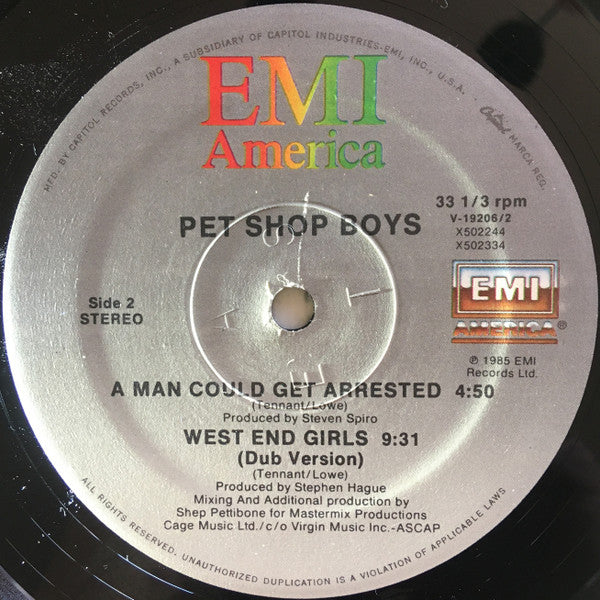 MFD. BY CAPITOL RECORDS, INC., A SUBSIDIARY OF CAPITOL INDUSTRIES-EMI, INC., U.S.A.
Capitol MARCA REG.
EMI
America
PET SHOP BOYS
33 1/3 rpm
V-19206/2
X502244
X502334
Side 2
STEREO
EMI
AMERICA®
℗ 1985 EMI
Records Ltd.
A MAN COULD GET ARRESTED 4:50
(Tennant/Lowe)
Produced by Steven Spiro
WEST END GIRLS 9:31
(Dub Version)
(Tennant/Lowe)
Produced by Stephen Hague
Mixing And Additional production by
Shep Pettibone for Mastermix Productions
Cage Music Ltd./c/o Virgin Music Inc.-ASCAP
ALL RIGHTS RESERVED. UNAUTHORIZED DUPLICATION IS A VIOLATION OF APPLICABLE LAWS